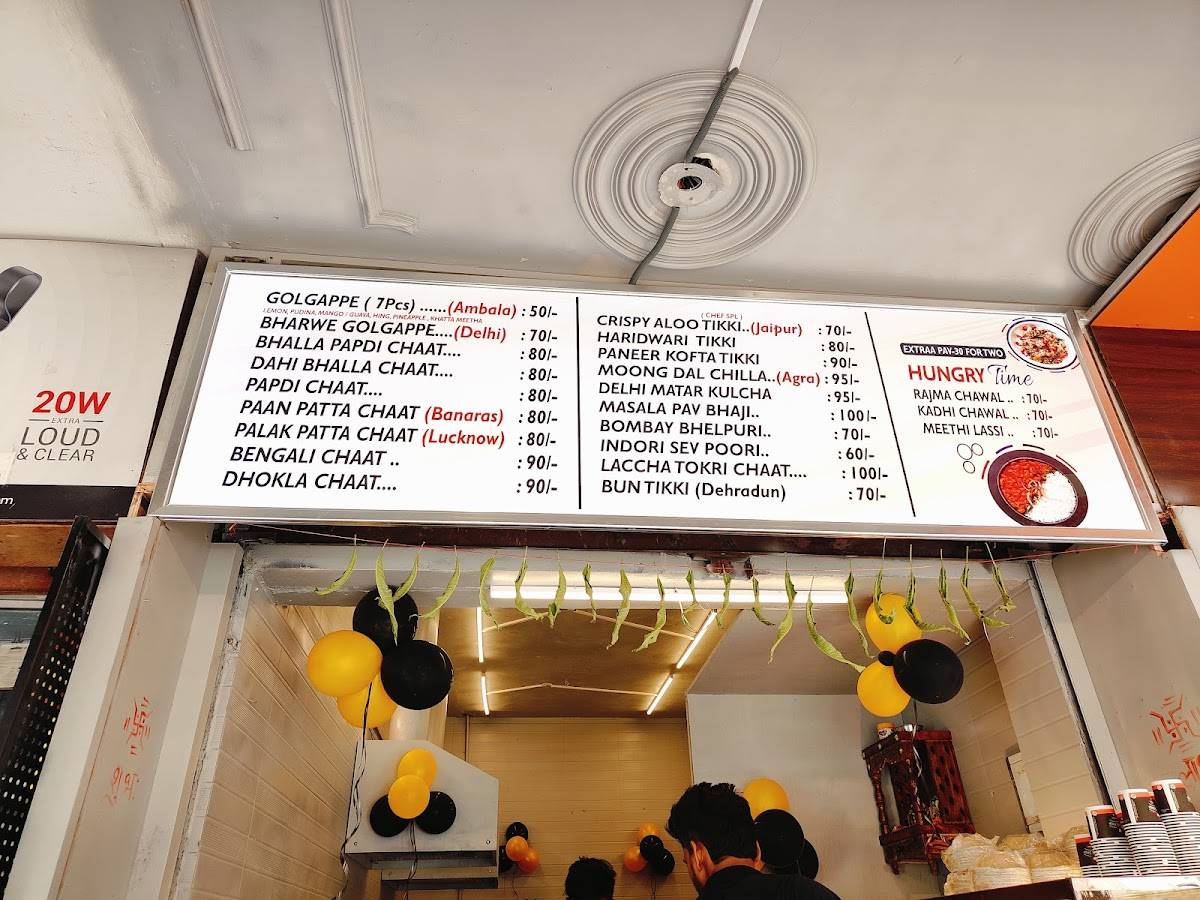 GOLGAPPE ( 7Pcs) ......(Ambala) : 50/-
LEMON, PUDINA, MANGO / GUAVA, HING, PINEAPPLE , KHATTA MEETHA
BHARWE GOLGAPPE....(Delhi) : 70/-
BHALLA PAPDI CHAAT.... : 80/-
DAHI BHALLA CHAAT.... : 80/-
PAPDI CHAAT.... : 80/-
PAAN PATTA CHAAT (Banaras) : 80/-
PALAK PATTA CHAAT (Lucknow) : 80/-
BENGALI CHAAT .. : 90/-
DHOKLA CHAAT.... : 90/-
( CHEF SPL )
CRISPY ALOO TIKKI..(Jaipur) : 70/-
HARIDWARI TIKKI : 80/-
PANEER KOFTA TIKKI : 90/-
MOONG DAL CHILLA..(Agra) : 95/-
DELHI MATAR KULCHA : 95/-
MASALA PAV BHAJI.. : 100/-
BOMBAY BHELPURI.. : 70/-
INDORI SEV POORI.. : 60/-
LACCHA TOKRI CHAAT.... : 100/-
BUN TIKKI (Dehradun) : 70/-
EXTRAA PAV-30 FOR TWO
HUNGRY Time
RAJMA CHAWAL .. : 70/-
KADHI CHAWAL .. : 70/-
MEETHI LASSI .. : 70/-
20W
EXTRA
LOUD
& CLEAR